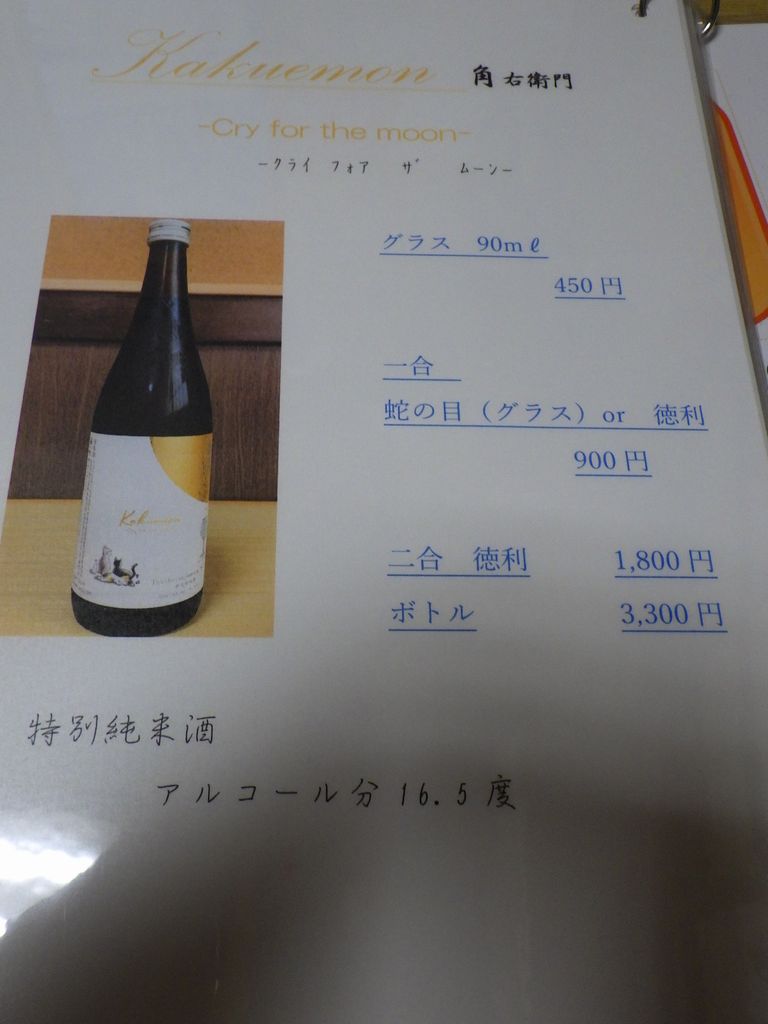 Kakuemon 角右衛門
-Cry for the moon-
-クライ フォア ザ ムーン-
グラス 90mℓ
450円
一合
蛇の目（グラス）or 徳利
900円
二合 徳利 1,800円
ボトル 3,300円
Kakuemon
特別純米酒
アルコール分16.5度